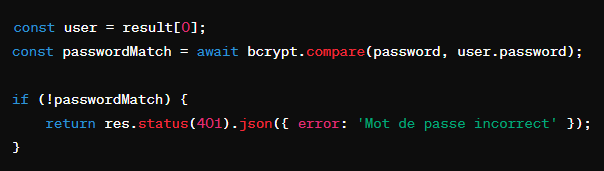 const user = result[0];
const passwordMatch = await bcrypt.compare(password, user.password);
if (!passwordMatch) {
    return res.status(401).json({ error: 'Mot de passe incorrect' });
}